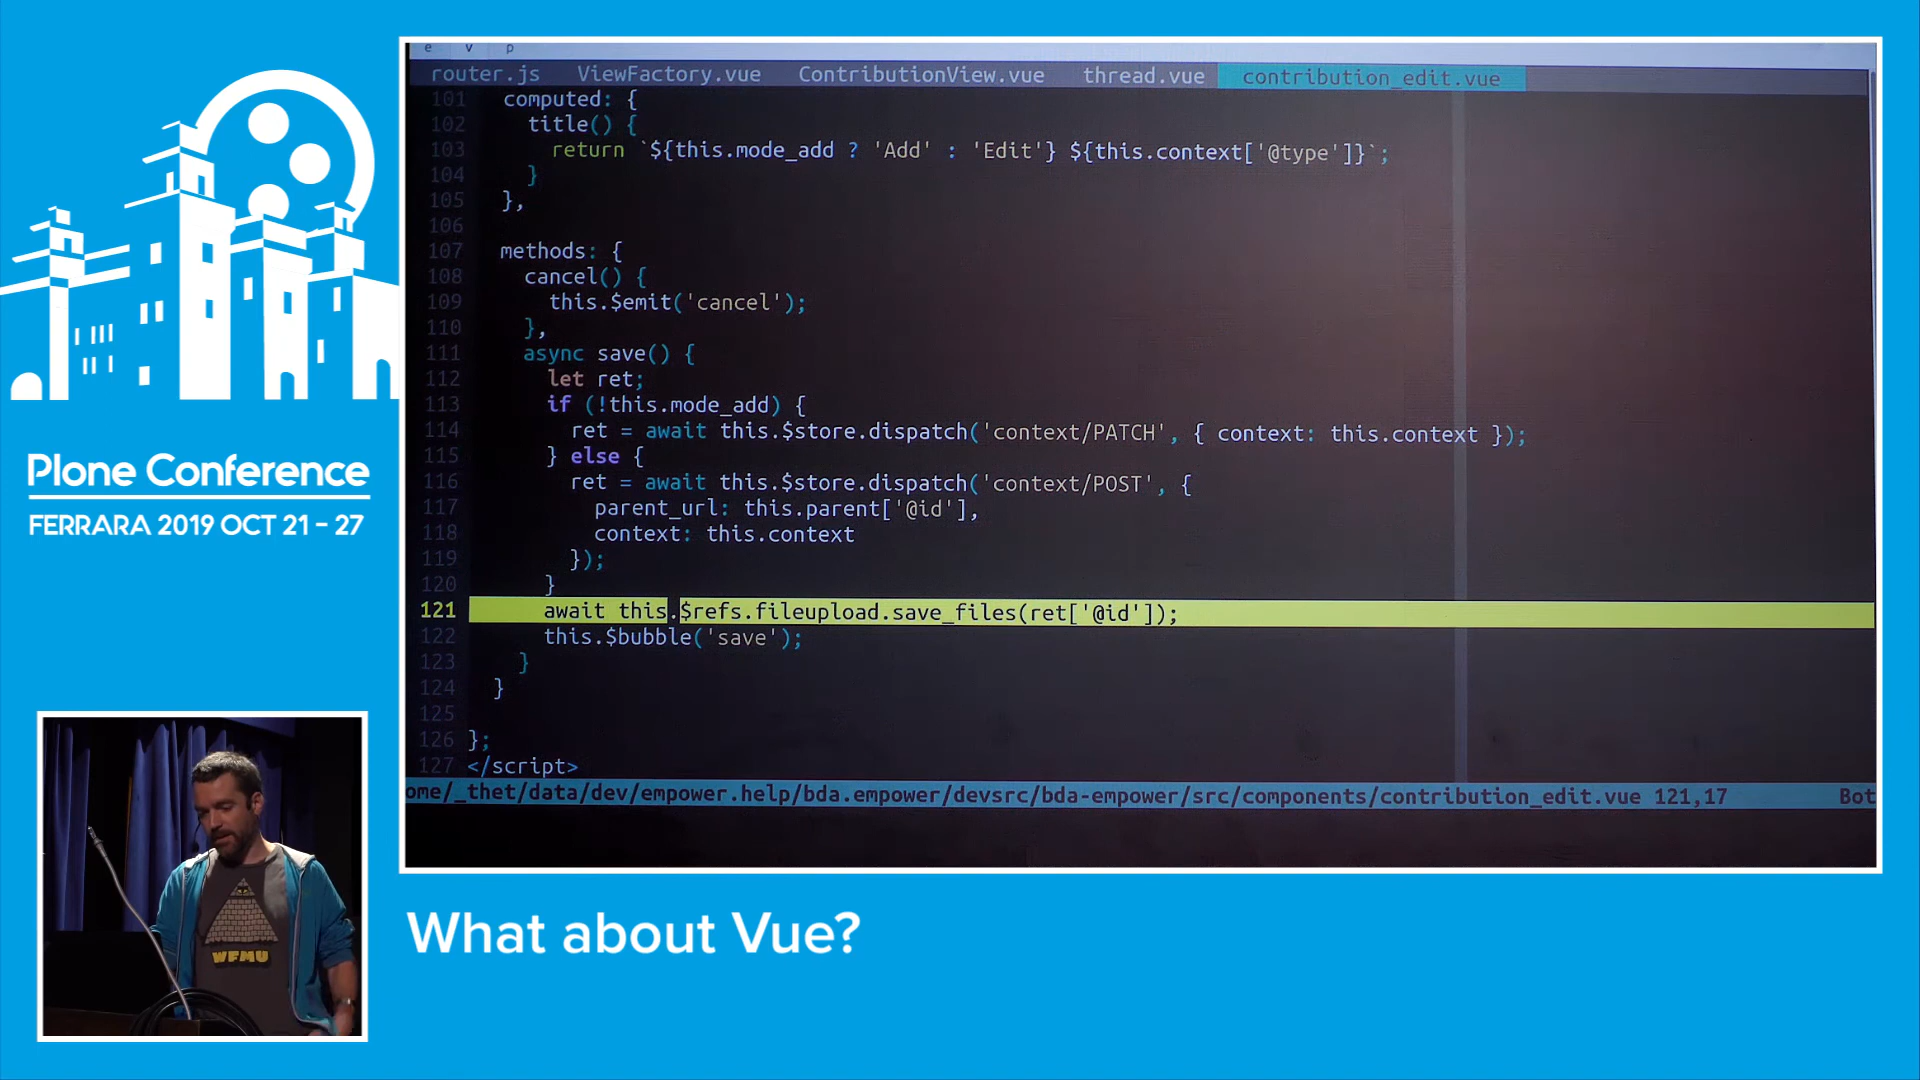 e v p
router.js ViewFactory.vue ContributionView.vue thread.vue contribution_edit.vue
101 computed: {
102 title() {
103 return `${this.mode_add ? 'Add' : 'Edit'} ${this.context['@type']}`;
104 }
105 },
106
107 methods: {
108 cancel() {
109 this.$emit('cancel');
110 },
111 async save() {
112 let ret;
113 if (!this.mode_add) {
114 ret = await this.$store.dispatch('context/PATCH', { context: this.context });
115 } else {
116 ret = await this.$store.dispatch('context/POST', {
117 parent_url: this.parent['@id'],
118 context: this.context
119 });
120 }
121 await this.$refs.fileupload.save_files(ret['@id']);
122 this.$bubble('save');
123 }
124 }
125
126 };
127 </script>
ome/_thet/data/dev/empower.help/bda.empower/devsrc/bda-empower/src/components/contribution_edit.vue 121,17 Bot
Plone Conference
FERRARA 2019 OCT 21 - 27
WFMU
What about Vue?